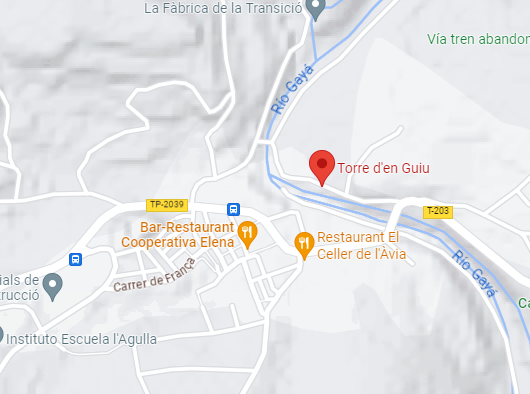 La Fàbrica de la Transició
Vía tren abandon
Río Gayá
Torre d'en Guiu
TP-2039
T-203
Bar-Restaurant
Cooperativa Elena
Restaurant El
Celler de l'Àvia
Carrer de França
Río Gayá
ials de
trucció
Ca
Instituto Escuela l'Agulla